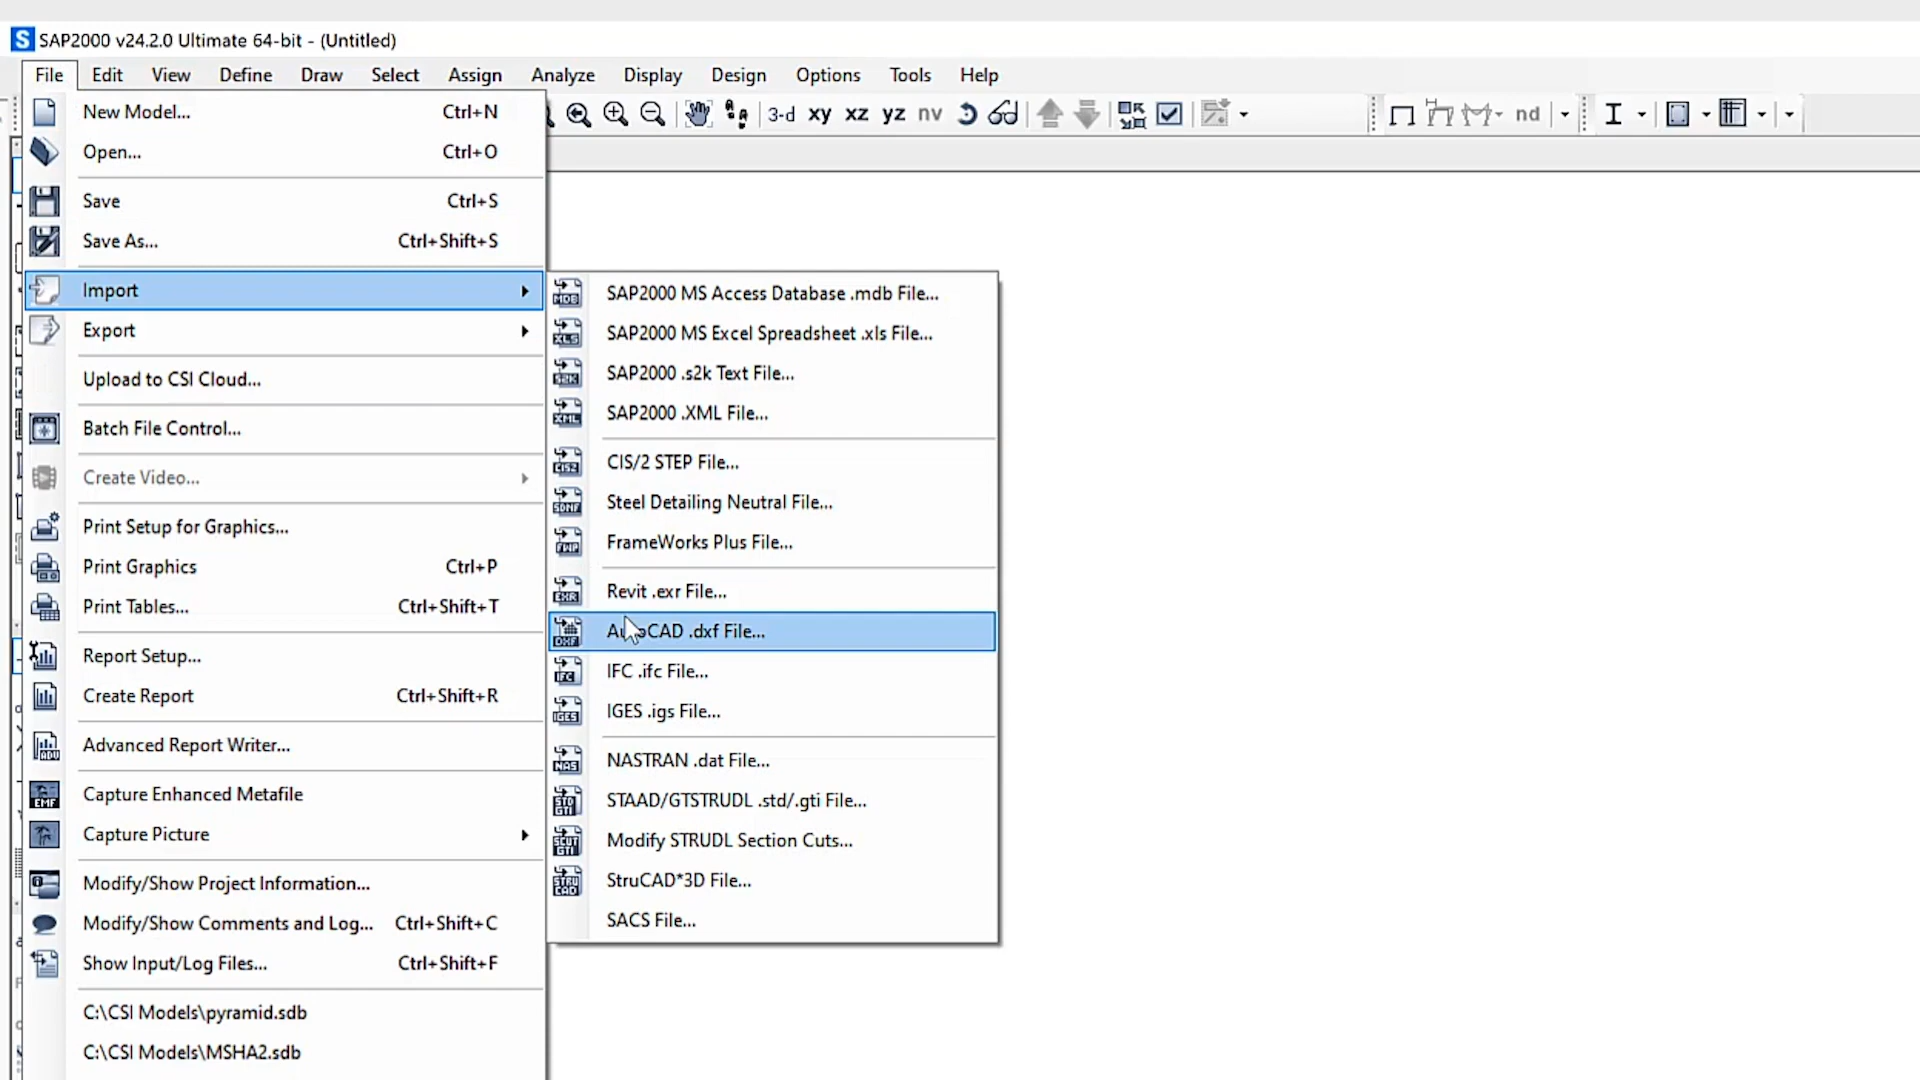 SAP2000 v24.2.0 Ultimate 64-bit - (Untitled)
File Edit View Define Draw Select Assign Analyze Display Design Options Tools Help
3-d xy xz yz nv nd
New Model... Ctrl+N
Open... Ctrl+O
Save Ctrl+S
Save As... Ctrl+Shift+S
Import
Export
Upload to CSI Cloud...
Batch File Control...
Create Video...
Print Setup for Graphics...
Print Graphics Ctrl+P
Print Tables... Ctrl+Shift+T
Report Setup...
Create Report Ctrl+Shift+R
Advanced Report Writer...
Capture Enhanced Metafile
Capture Picture
Modify/Show Project Information...
Modify/Show Comments and Log... Ctrl+Shift+C
Show Input/Log Files... Ctrl+Shift+F
C:\CSI Models\pyramid.sdb
C:\CSI Models\MSHA2.sdb
SAP2000 MS Access Database .mdb File...
SAP2000 MS Excel Spreadsheet .xls File...
SAP2000 .s2k Text File...
SAP2000 .XML File...
CIS/2 STEP File...
Steel Detailing Neutral File...
FrameWorks Plus File...
Revit .exr File...
AutoCAD .dxf File...
IFC .ifc File...
IGES .igs File...
NASTRAN .dat File...
STAAD/GTSTRUDL .std/.gti File...
Modify STRUDL Section Cuts...
StruCAD*3D File...
SACS File...